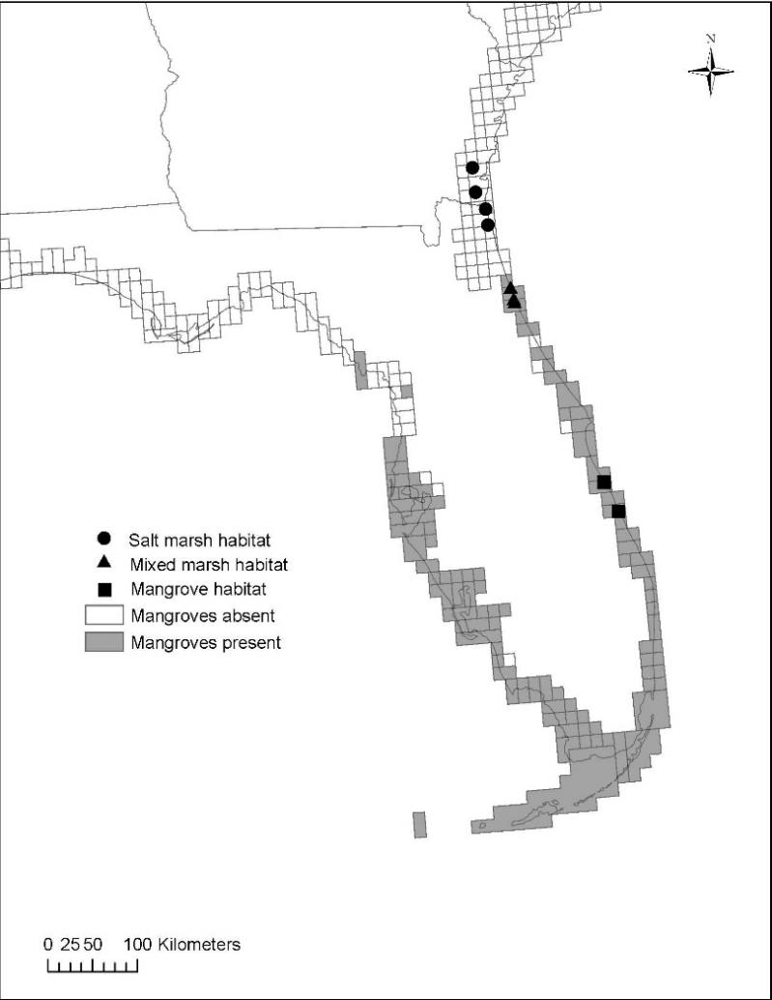 N
Salt marsh habitat
Mixed marsh habitat
Mangrove habitat
Mangroves absent
Mangroves present
0 25 50 100 Kilometers